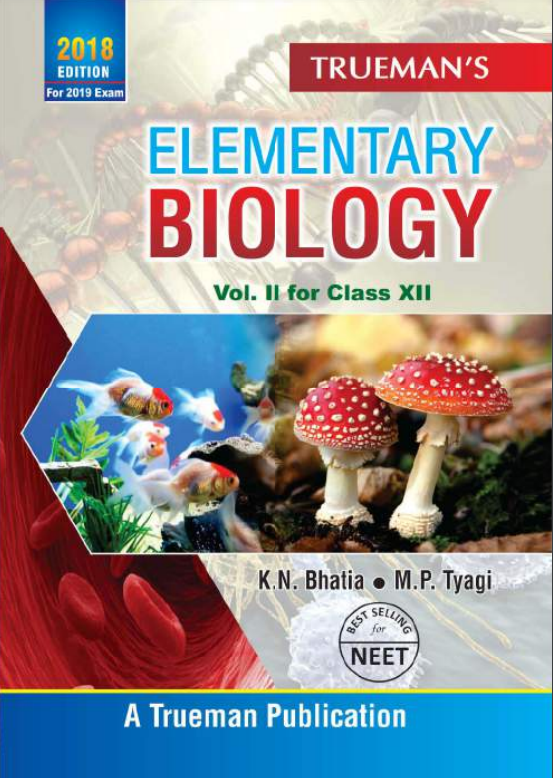 2018
EDITION
For 2019 Exam
TRUEMAN'S
ELEMENTARY
BIOLOGY
Vol. II for Class XII
K.N. Bhatia ● M.P. Tyagi
BEST SELLING
for
NEET
A Trueman Publication